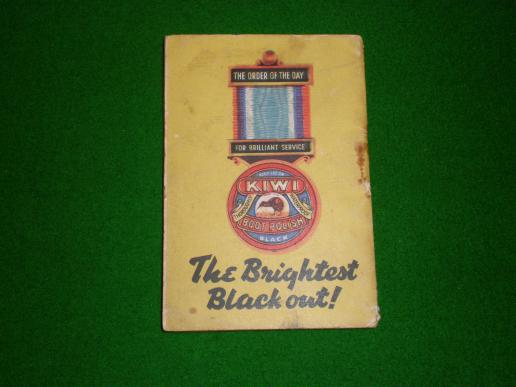 THE ORDER OF THE DAY
FOR BRILLIANT SERVICE
KIWI
BOOT POLISH
BLACK
The Brightest
Black out!